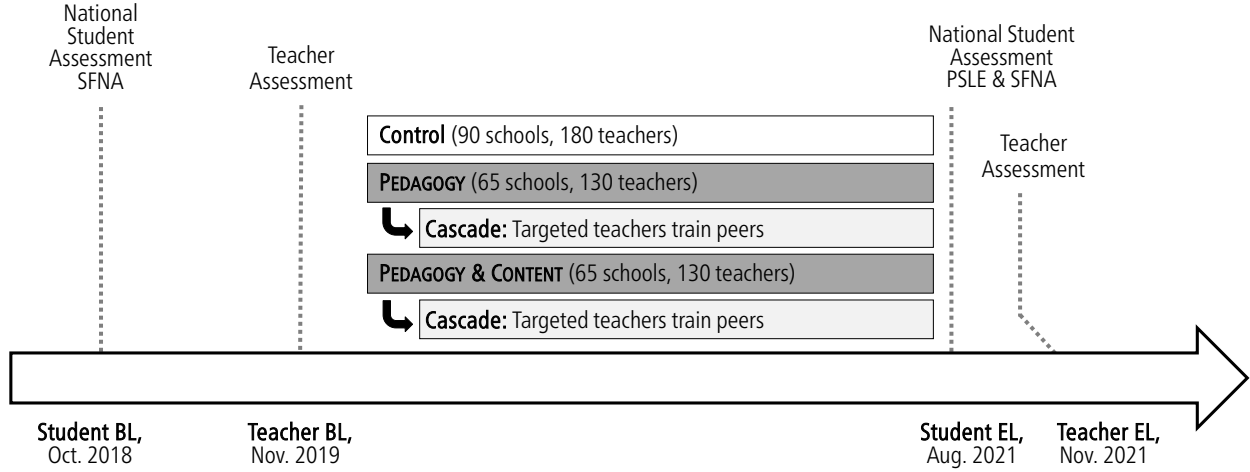 National
Student
Assessment
SFNA
Teacher
Assessment
National Student
Assessment
PSLE & SFNA
Teacher
Assessment
Control (90 schools, 180 teachers)
PEDAGOGY (65 schools, 130 teachers)
Cascade: Targeted teachers train peers
PEDAGOGY & CONTENT (65 schools, 130 teachers)
Cascade: Targeted teachers train peers
Student BL,
Oct. 2018
Teacher BL,
Nov. 2019
Student EL,
Aug. 2021
Teacher EL,
Nov. 2021